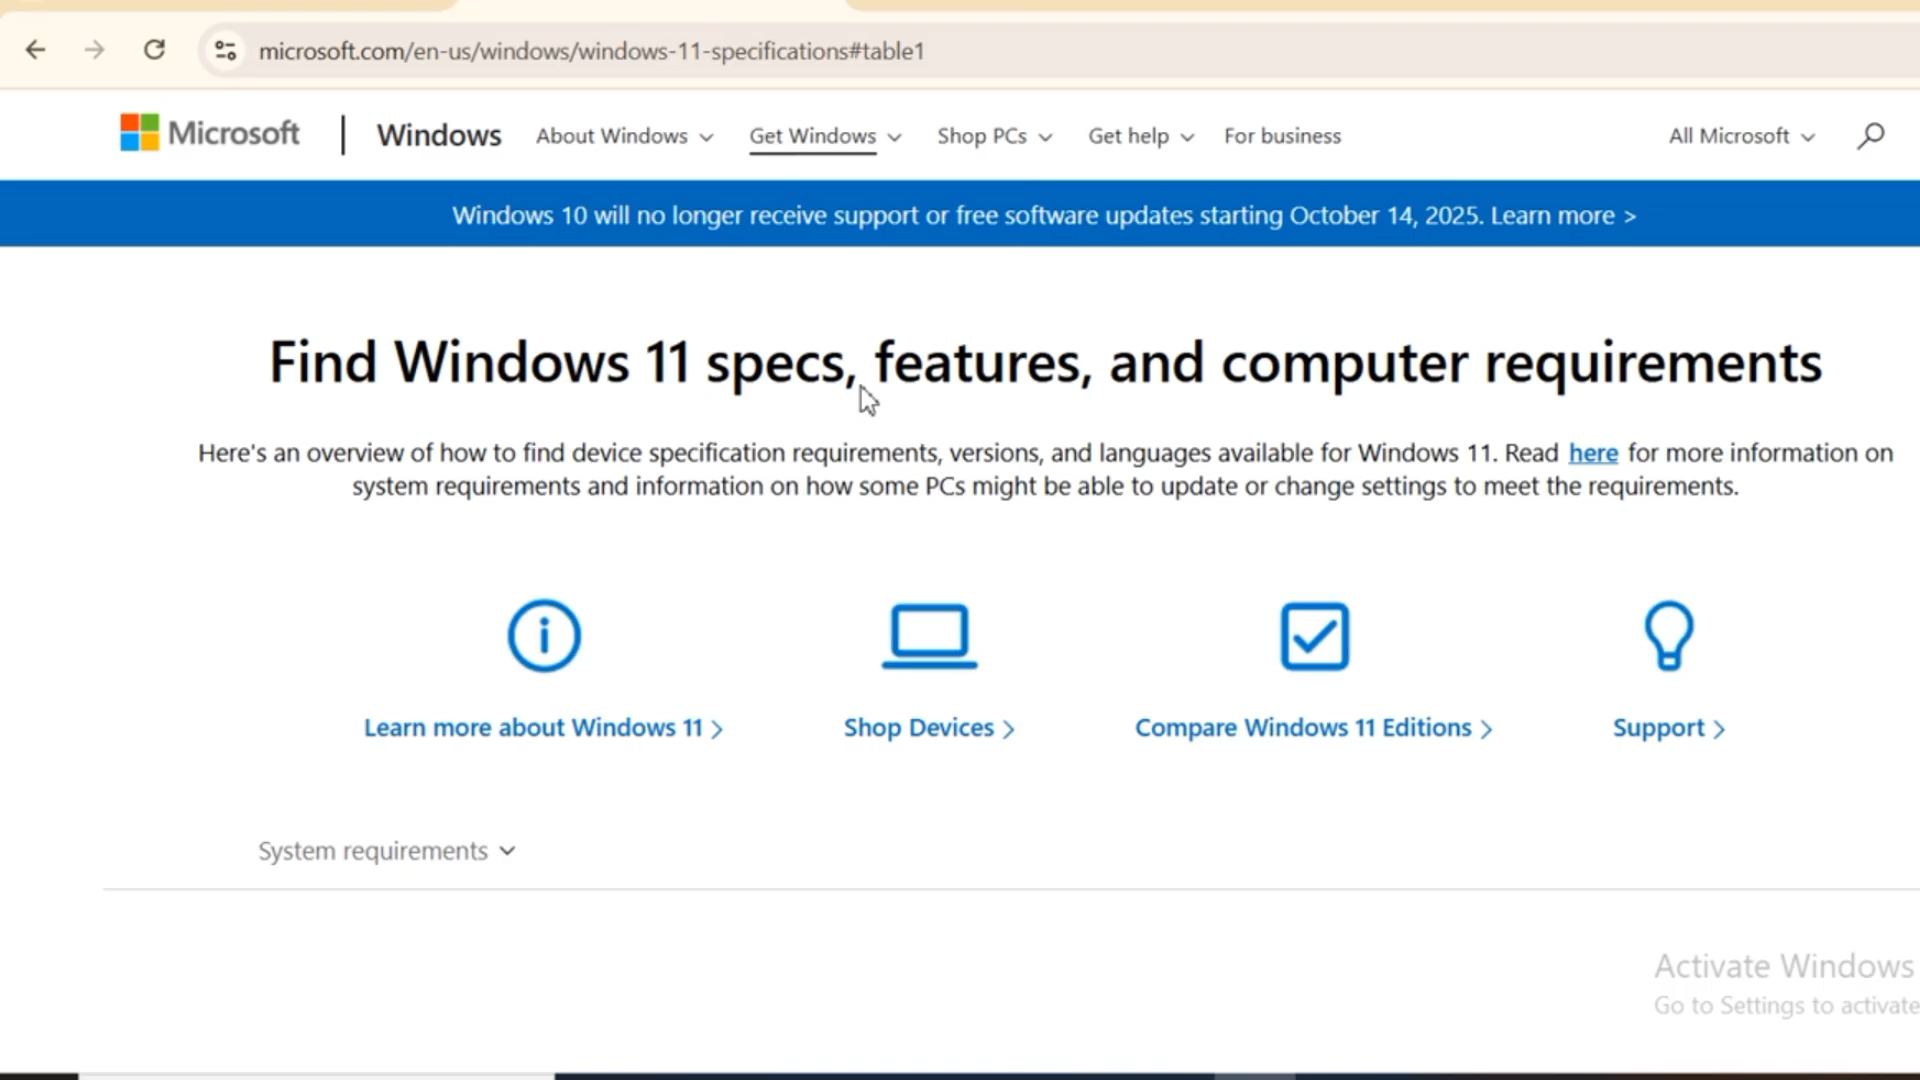 microsoft.com/en-us/windows/windows-11-specifications#table1
Microsoft | Windows About Windows Get Windows Shop PCs Get help For business All Microsoft
Windows 10 will no longer receive support or free software updates starting October 14, 2025. Learn more >
Find Windows 11 specs, features, and computer requirements
Here's an overview of how to find device specification requirements, versions, and languages available for Windows 11. Read here for more information on
system requirements and information on how some PCs might be able to update or change settings to meet the requirements.
Learn more about Windows 11 > Shop Devices > Compare Windows 11 Editions > Support >
System requirements
Activate Windows
Go to Settings to activate